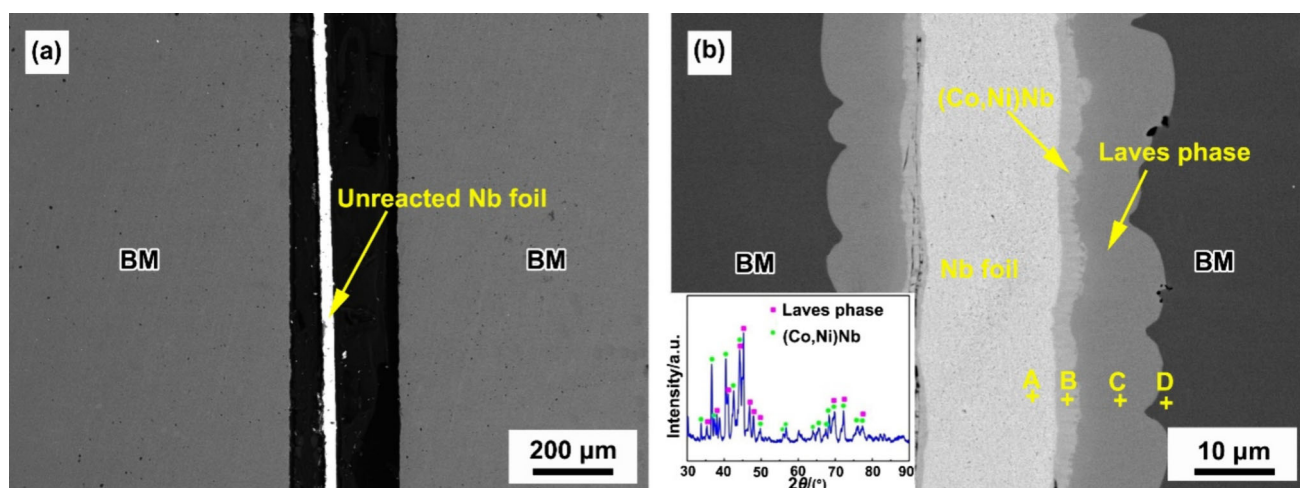 (a)
Unreacted Nb foil
BM
BM
200 μm
(b)
(Co,Ni)Nb
Laves phase
BM
Nb foil
BM
A
B
C
D
Laves phase
(Co,Ni)Nb
Intensity/a.u.
30
40
50
60
70
80
90
2θ/(°)
10 μm